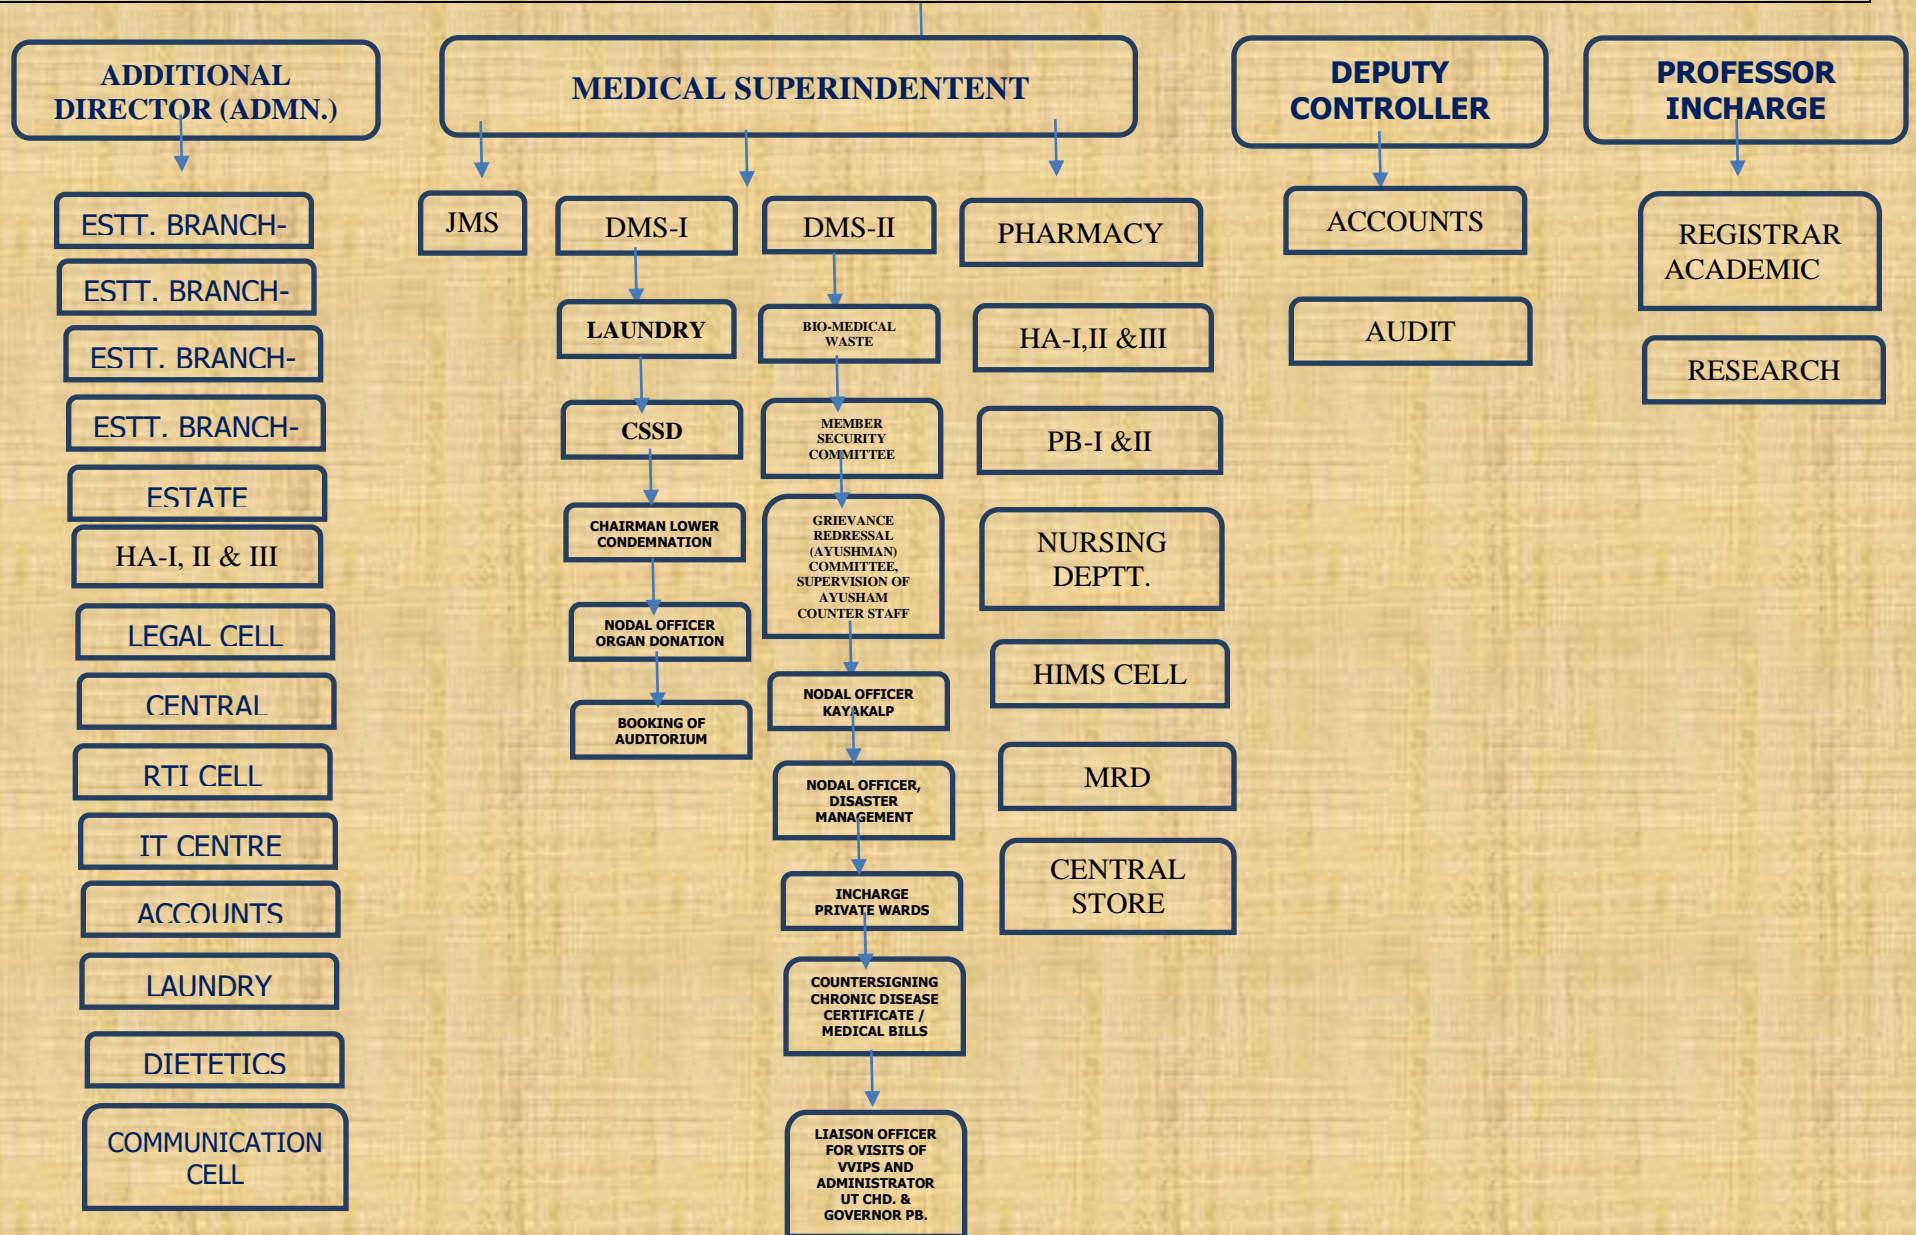 ADDITIONAL
DIRECTOR (ADMN.)
MEDICAL SUPERINDENTENT
DEPUTY
CONTROLLER
PROFESSOR
INCHARGE
ESTT. BRANCH-
ESTT. BRANCH-
ESTT. BRANCH-
ESTT. BRANCH-
ESTATE
HA-I, II & III
LEGAL CELL
CENTRAL
RTI CELL
IT CENTRE
ACCOUNTS
LAUNDRY
DIETETICS
COMMUNICATION
CELL
JMS
DMS-I
LAUNDRY
CSSD
CHAIRMAN LOWER
CONDEMNATION
NODAL OFFICER
ORGAN DONATION
BOOKING OF
AUDITORIUM
DMS-II
BIO-MEDICAL
WASTE
MEMBER
SECURITY
COMMITTEE
GRIEVANCE
REDRESSAL
(AYUSHMAN)
COMMITTEE,
SUPERVISION OF
AYUSHAM
COUNTER STAFF
NODAL OFFICER
KAYAKALP
NODAL OFFICER,
DISASTER
MANAGEMENT
INCHARGE
PRIVATE WARDS
COUNTERSIGNING
CHRONIC DISEASE
CERTIFICATE /
MEDICAL BILLS
LIAISON OFFICER
FOR VISITS OF
VVIPS AND
ADMINISTRATOR
UT CHD. &
GOVERNOR PB.
PHARMACY
HA-I,II &III
PB-I &II
NURSING
DEPTT.
HIMS CELL
MRD
CENTRAL
STORE
ACCOUNTS
AUDIT
REGISTRAR
ACADEMIC
RESEARCH